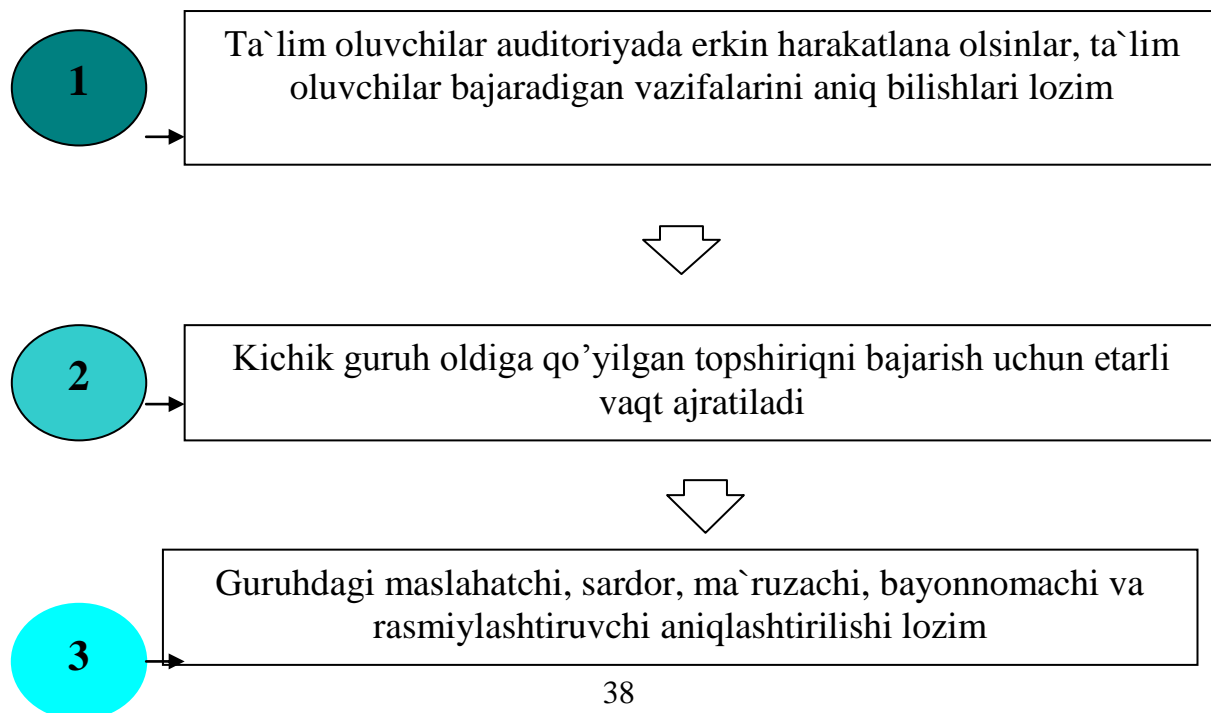 1
Ta`lim oluvchilar auditoriyada erkin harakatlana olsinlar, ta`lim
oluvchilar bajaradigan vazifalarini aniq bilishlari lozim
2
Kichik guruh oldiga qo’yilgan topshiriqni bajarish uchun etarli
vaqt ajratiladi
3
Guruhdagi maslahatchi, sardor, ma`ruzachi, bayonnomachi va
rasmiylashtiruvchi aniqlashtirilishi lozim
38